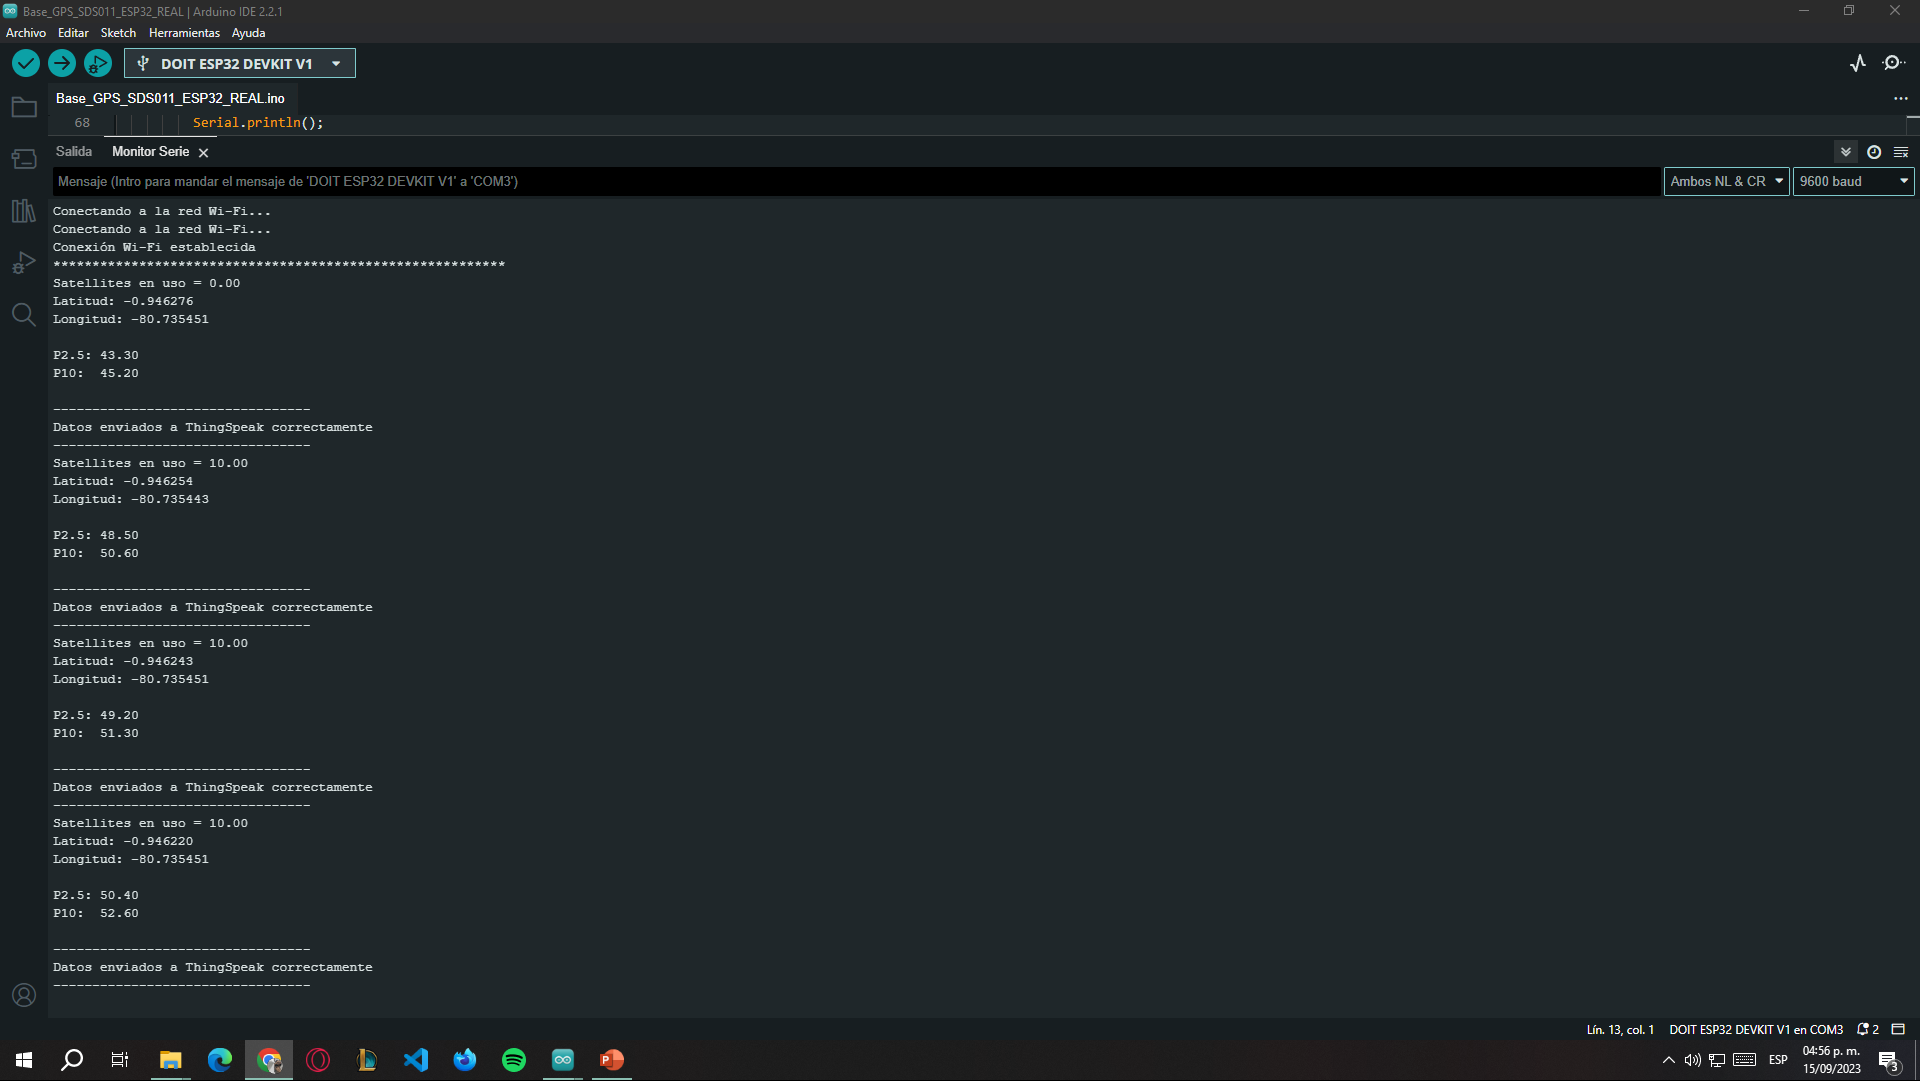 Base_GPS_SDS011_ESP32_REAL | Arduino IDE 2.2.1
Archivo Editar Sketch Herramientas Ayuda
DOIT ESP32 DEVKIT V1
Base_GPS_SDS011_ESP32_REAL.ino
68 Serial.println();
Salida Monitor Serie
Mensaje (Intro para mandar el mensaje de 'DOIT ESP32 DEVKIT V1' a 'COM3') Ambos NL & CR 9600 baud
Conectando a la red Wi-Fi...
Conectando a la red Wi-Fi...
Conexión Wi-Fi establecida
**********************************************************
Satellites en uso = 0.00
Latitud: -0.946276
Longitud: -80.735451
P2.5: 43.30
P10:  45.20
---------------------------------
Datos enviados a ThingSpeak correctamente
---------------------------------
Satellites en uso = 10.00
Latitud: -0.946254
Longitud: -80.735443
P2.5: 48.50
P10:  50.60
---------------------------------
Datos enviados a ThingSpeak correctamente
---------------------------------
Satellites en uso = 10.00
Latitud: -0.946243
Longitud: -80.735451
P2.5: 49.20
P10:  51.30
---------------------------------
Datos enviados a ThingSpeak correctamente
---------------------------------
Satellites en uso = 10.00
Latitud: -0.946220
Longitud: -80.735451
P2.5: 50.40
P10:  52.60
---------------------------------
Datos enviados a ThingSpeak correctamente
---------------------------------
Lín. 13, col. 1 DOIT ESP32 DEVKIT V1 en COM3 2
ESP 04:56 p. m.
15/09/2023 3